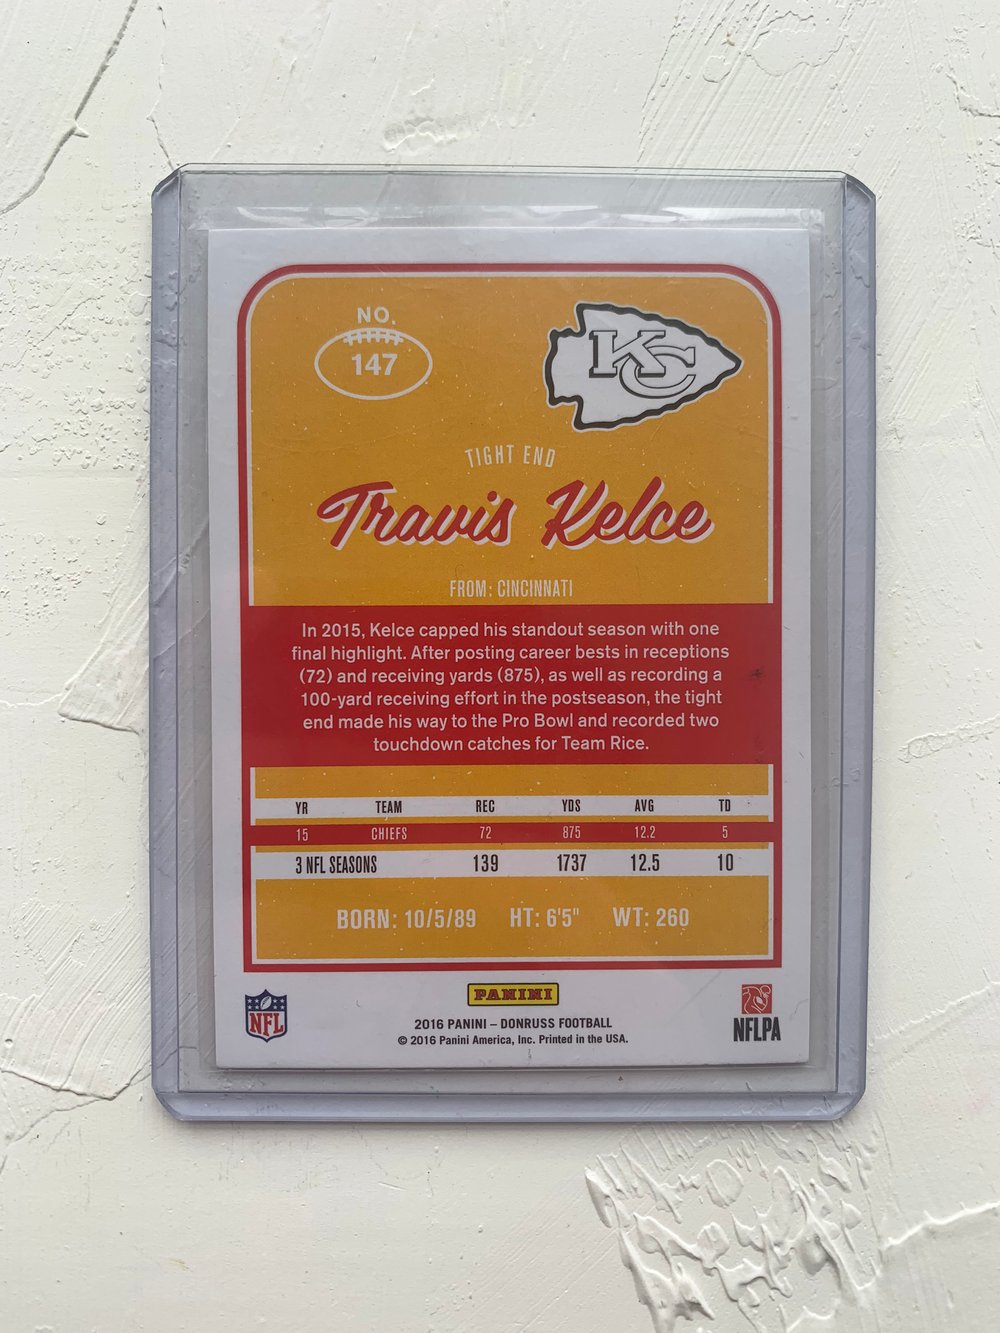 NO.
147
KC
TIGHT END
Travis Kelce
FROM: CINCINNATI
In 2015, Kelce capped his standout season with one
final highlight. After posting career bests in receptions
(72) and receiving yards (875), as well as recording a
100-yard receiving effort in the postseason, the tight
end made his way to the Pro Bowl and recorded two
touchdown catches for Team Rice.
YR TEAM REC YDS AVG TD
15 CHIEFS 72 875 12.2 5
3 NFL SEASONS 139 1737 12.5 10
BORN: 10/5/89 HT: 6'5" WT: 260
NFL
PANINI
NFLPA
2016 PANINI – DONRUSS FOOTBALL
© 2016 Panini America, Inc. Printed in the USA.